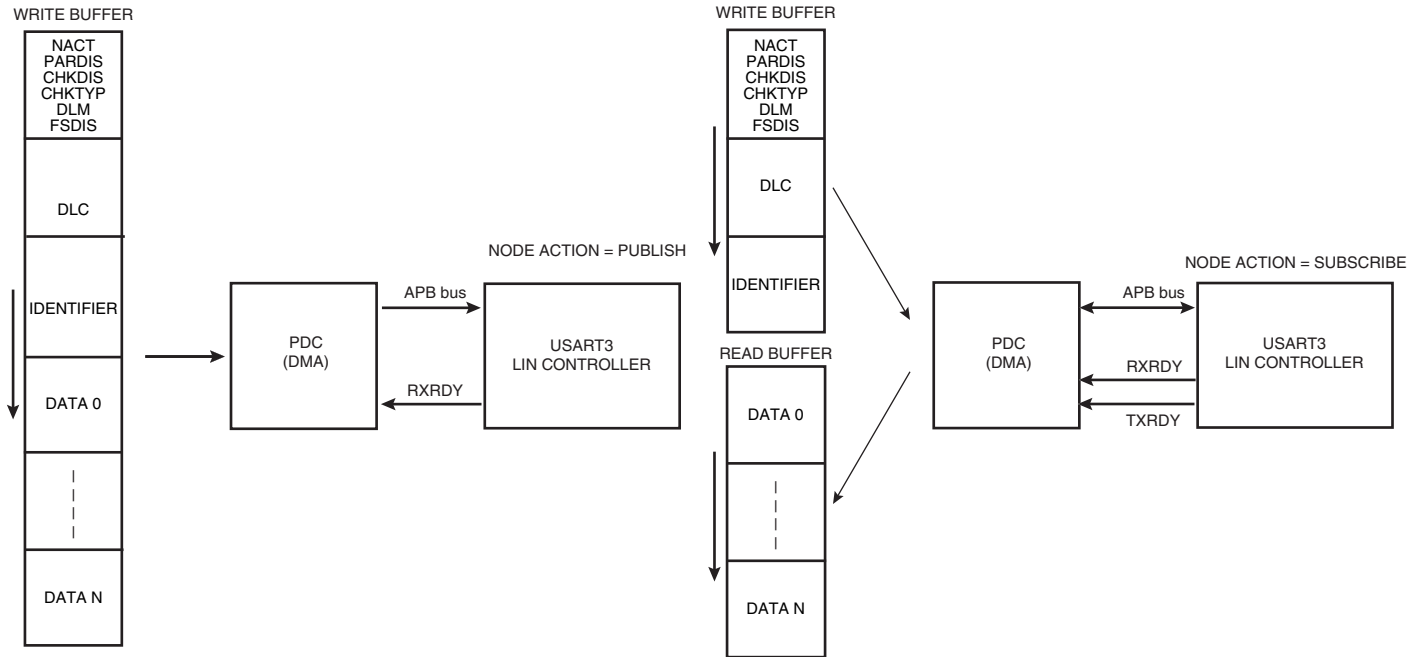 WRITE BUFFER
NACT
PARDIS
CHKDIS
CHKTYP
DLM
FSDIS
DLC
IDENTIFIER
DATA 0
DATA N
NODE ACTION = PUBLISH
PDC
(DMA)
APB bus
RXRDY
USART3
LIN CONTROLLER
WRITE BUFFER
NACT
PARDIS
CHKDIS
CHKTYP
DLM
FSDIS
DLC
IDENTIFIER
READ BUFFER
DATA 0
DATA N
NODE ACTION = SUBSCRIBE
PDC
(DMA)
APB bus
RXRDY
TXRDY
USART3
LIN CONTROLLER